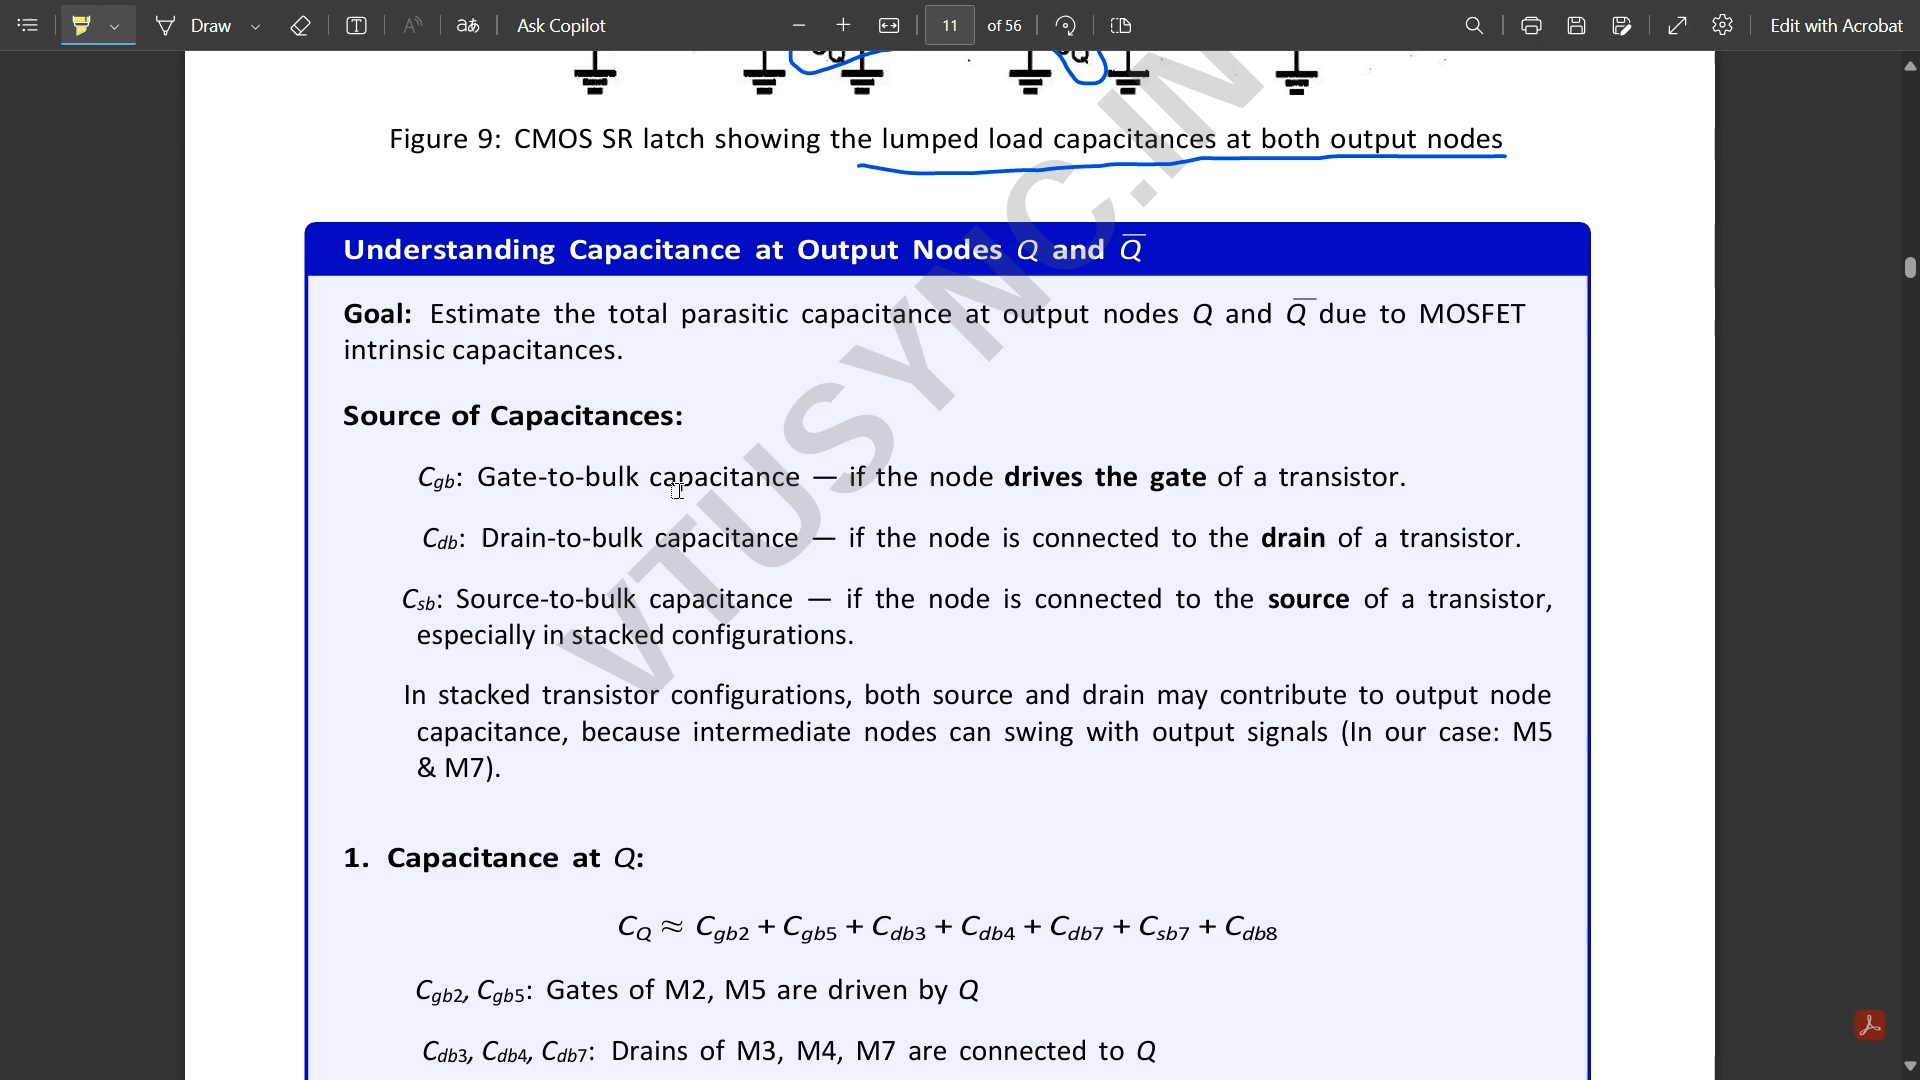 Draw
Ask Copilot
11 of 56
Edit with Acrobat
Q Q
Figure 9: CMOS SR latch showing the lumped load capacitances at both output nodes
Understanding Capacitance at Output Nodes Q and Q̅
Goal: Estimate the total parasitic capacitance at output nodes Q and Q̅ due to MOSFET
intrinsic capacitances.
Source of Capacitances:
Cgb: Gate-to-bulk capacitance — if the node drives the gate of a transistor.
Cdb: Drain-to-bulk capacitance — if the node is connected to the drain of a transistor.
Csb: Source-to-bulk capacitance — if the node is connected to the source of a transistor,
especially in stacked configurations.
In stacked transistor configurations, both source and drain may contribute to output node
capacitance, because intermediate nodes can swing with output signals (In our case: M5
& M7).
1. Capacitance at Q:
CQ ≈ Cgb2 + Cgb5 + Cdb3 + Cdb4 + Cdb7 + Csb7 + Cdb8
Cgb2, Cgb5: Gates of M2, M5 are driven by Q
Cdb3, Cdb4, Cdb7: Drains of M3, M4, M7 are connected to Q
VTUSYNC.IN